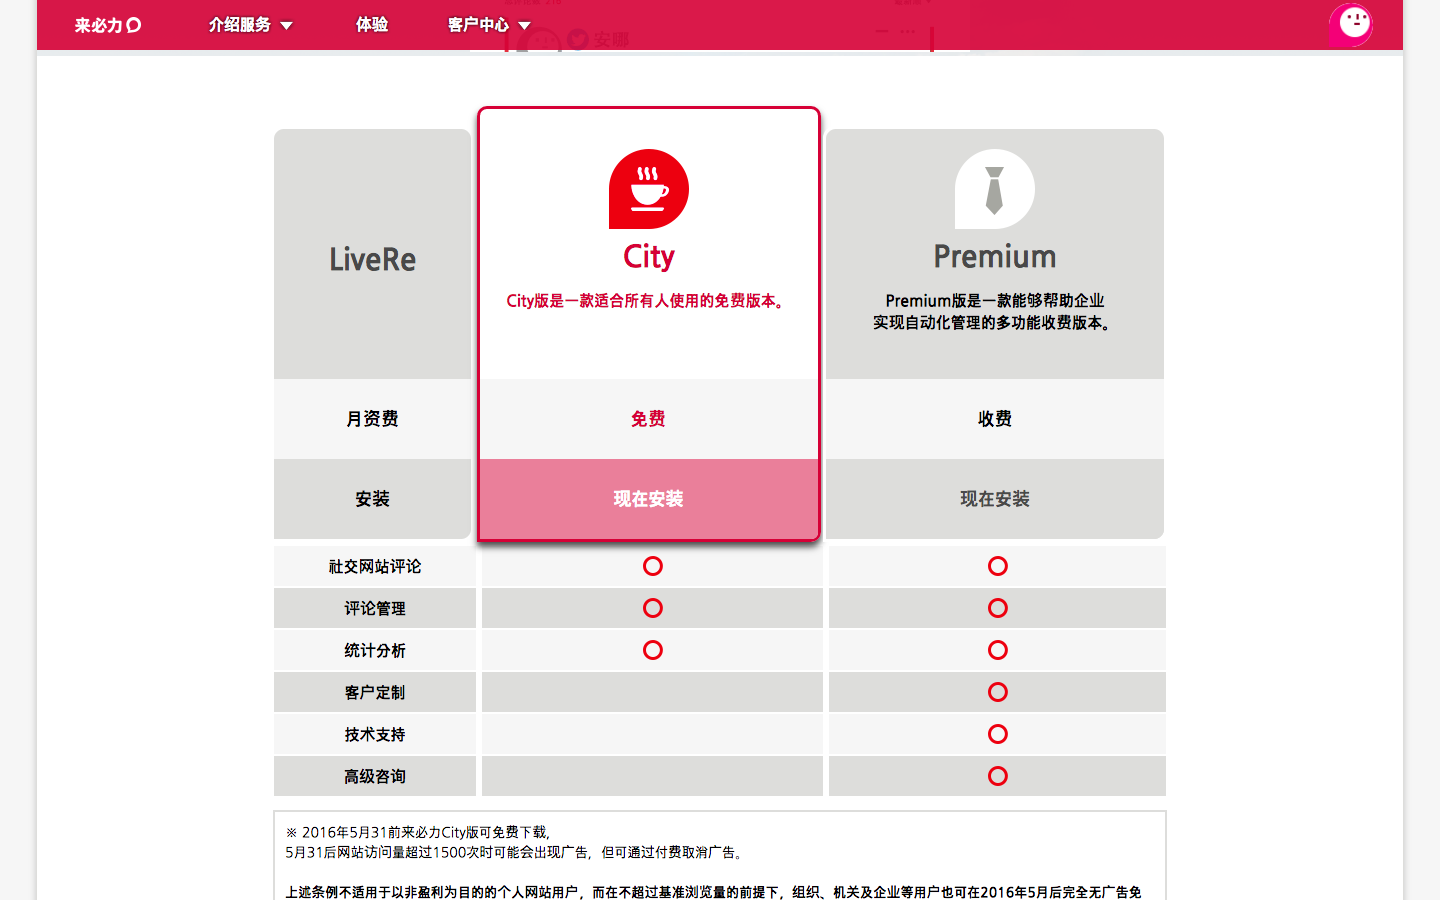 来必力
介绍服务
体验
客户中心
安娜
LiveRe
City
City版是一款适合所有人使用的免费版本。
Premium
Premium版是一款能够帮助企业
实现自动化管理的多功能收费版本。
月资费
免费
收费
安装
现在安装
现在安装
社交网站评论
评论管理
统计分析
客户定制
技术支持
高级咨询
※ 2016年5月31前来必力City版可免费下载,
5月31后网站访问量超过1500次时可能会出现广告，但可通过付费取消广告。
上述条例不适用于以非盈利为目的的个人网站用户，而在不超过基准浏览量的前提下，组织、机关及企业等用户也可在2016年5月后完全无广告免